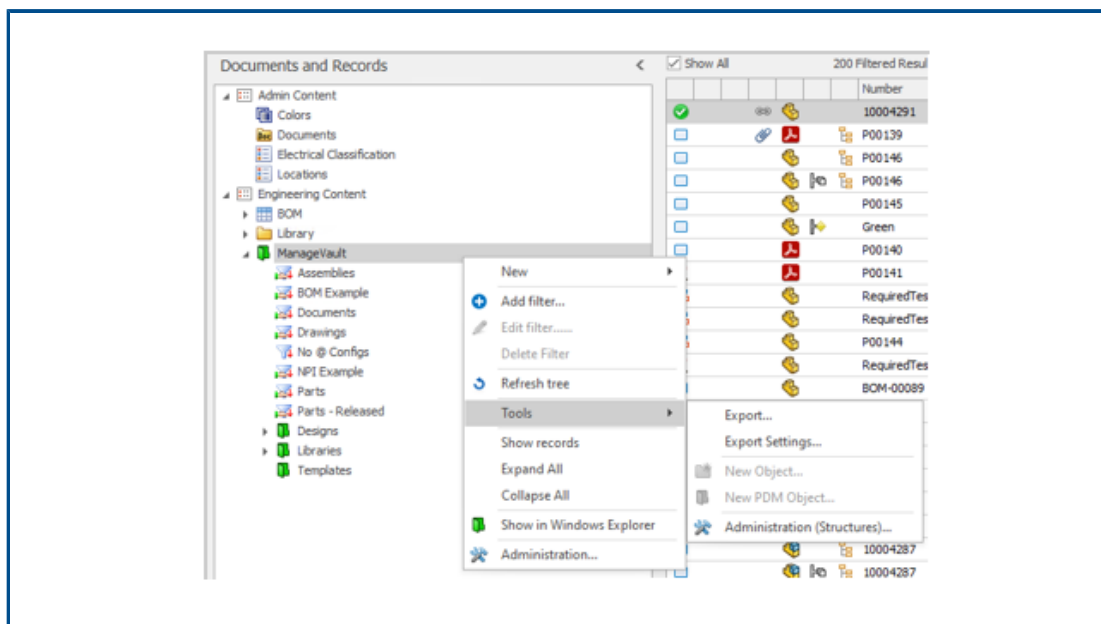 Documents and Records
Admin Content
Colors
Documents
Electrical Classification
Locations
Engineering Content
BOM
Library
ManageVault
Assemblies
BOM Example
Documents
Drawings
No @ Configs
NPI Example
Parts
Parts - Released
Designs
Libraries
Templates
New
Add filter...
Edit filter......
Delete Filter
Refresh tree
Tools
Show records
Expand All
Collapse All
Show in Windows Explorer
Administration...
Export...
Export Settings...
New Object...
New PDM Object...
Administration (Structures)...
Show All 200 Filtered Resul
Number
10004291
P00139
P00146
P00146
P00145
Green
P00140
P00141
RequiredTes
RequiredTes
P00144
RequiredTes
BOM-00089
10004287
10004287